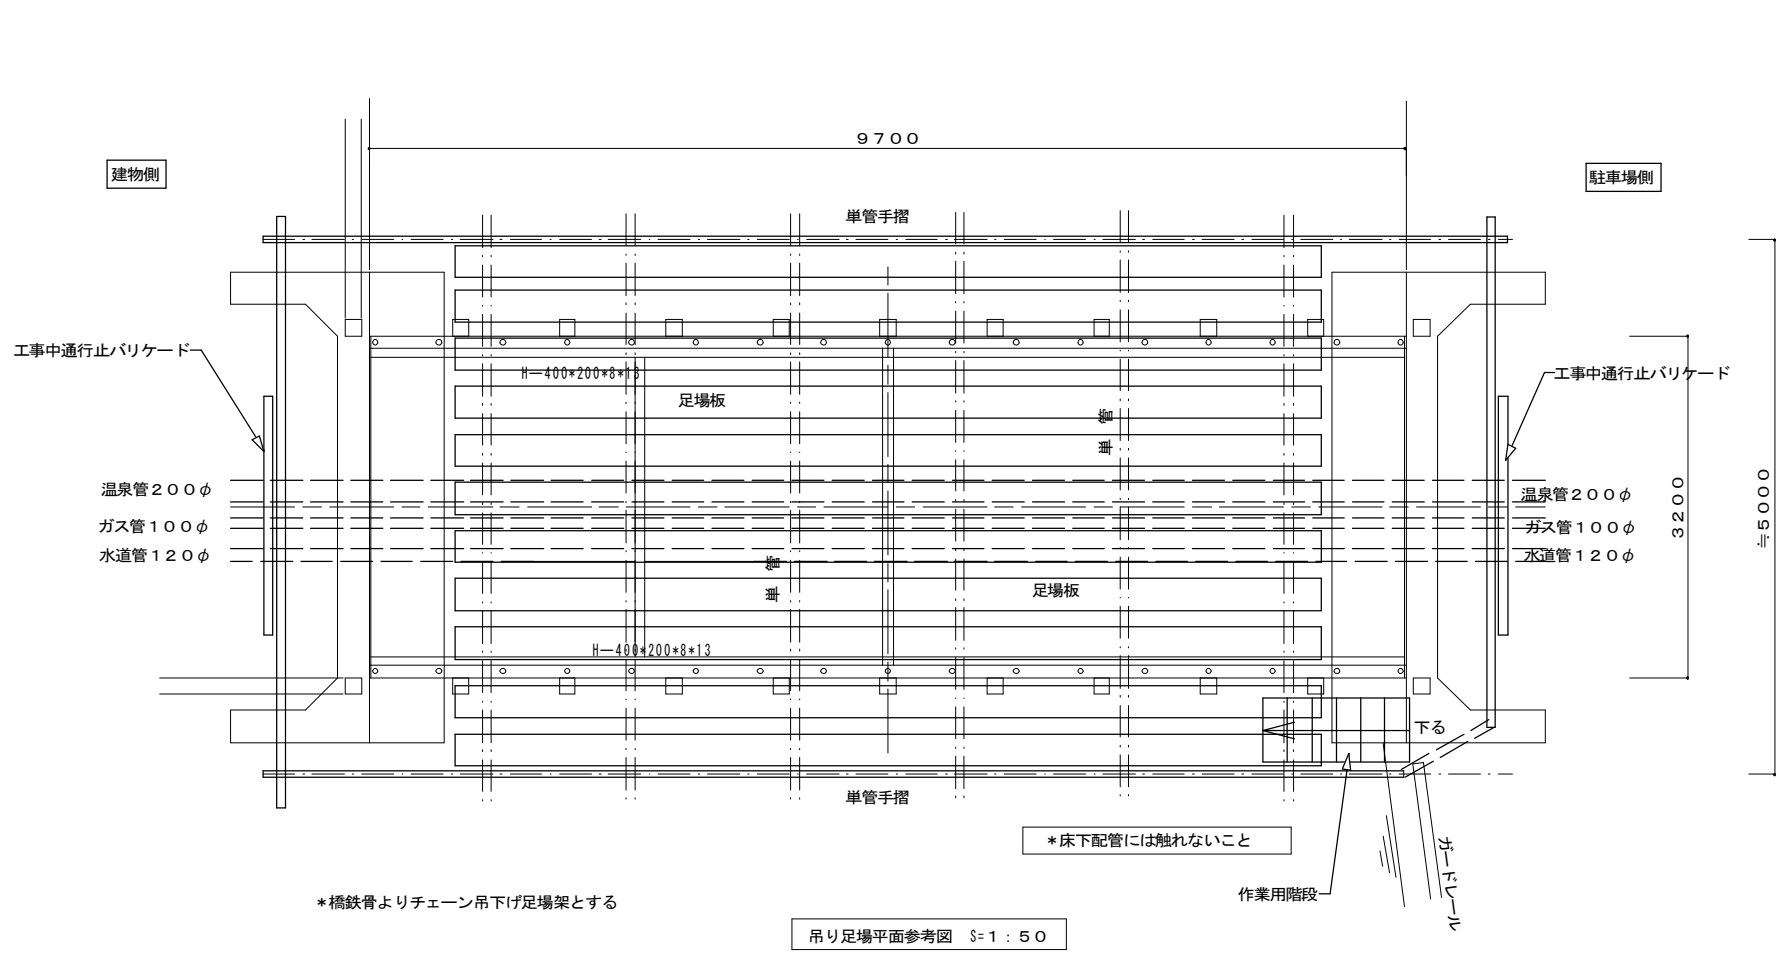 ９７００
建物側
駐車場側
単管手摺
工事中通行止バリケード
工事中通行止バリケード
H―400*200*8*13
足場板
単管
温泉管２００φ
ガス管１００φ
水道管１２０φ
温泉管２００φ
ガス管１００φ
水道管１２０φ
３２００
≒５０００
単管
足場板
H―400*200*8*13
下る
単管手摺
＊床下配管には触れないこと
ガードレール
作業用階段
＊橋鉄骨よりチェーン吊下げ足場架とする
吊り足場平面参考図　S=１：５０